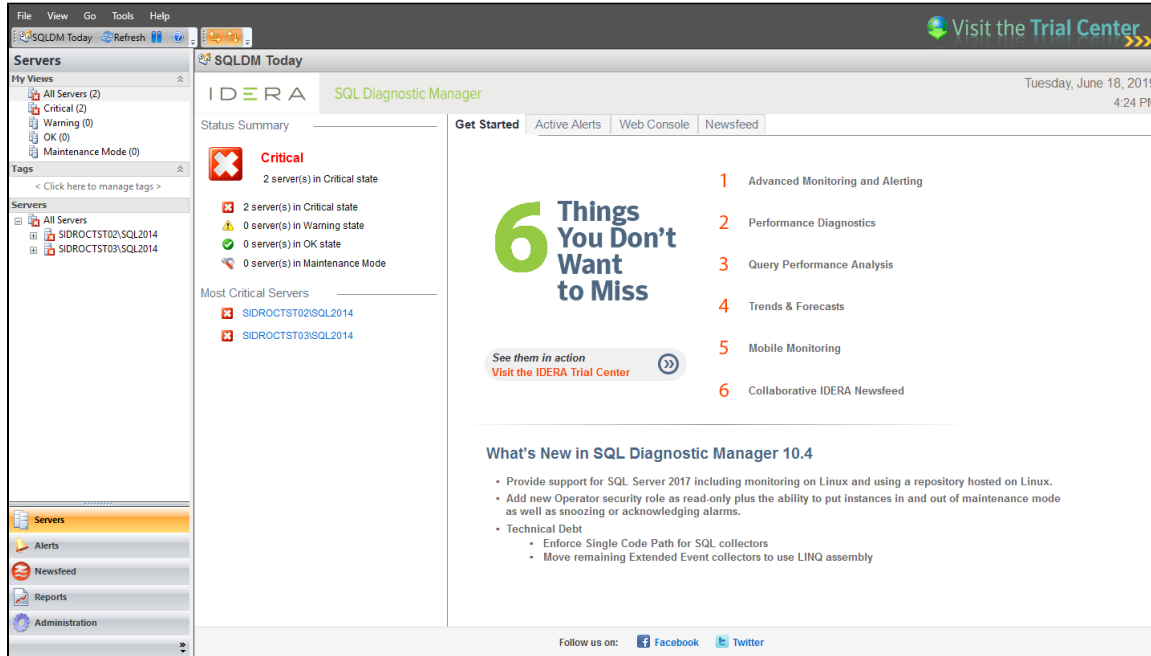 File View Go Tools Help
SQLDM Today Refresh
Visit the Trial Center
Servers
My Views
All Servers (2)
Critical (2)
Warning (0)
OK (0)
Maintenance Mode (0)
Tags
< Click here to manage tags >
Servers
All Servers
SIDROCTST02\SQL2014
SIDROCTST03\SQL2014
Servers
Alerts
Newsfeed
Reports
Administration
SQLDM Today
IDERA SQL Diagnostic Manager
Tuesday, June 18, 2019
4:24 PM
Status Summary
Critical
2 server(s) in Critical state
2 server(s) in Critical state
0 server(s) in Warning state
0 server(s) in OK state
0 server(s) in Maintenance Mode
Most Critical Servers
SIDROCTST02\SQL2014
SIDROCTST03\SQL2014
Get Started Active Alerts Web Console Newsfeed
6 Things
You Don't
Want
to Miss
See them in action
Visit the IDERA Trial Center
1 Advanced Monitoring and Alerting
2 Performance Diagnostics
3 Query Performance Analysis
4 Trends & Forecasts
5 Mobile Monitoring
6 Collaborative IDERA Newsfeed
What's New in SQL Diagnostic Manager 10.4
• Provide support for SQL Server 2017 including monitoring on Linux and using a repository hosted on Linux.
• Add new Operator security role as read-only plus the ability to put instances in and out of maintenance mode
as well as snoozing or acknowledging alarms.
• Technical Debt
• Enforce Single Code Path for SQL collectors
• Move remaining Extended Event collectors to use LINQ assembly
Follow us on: Facebook Twitter